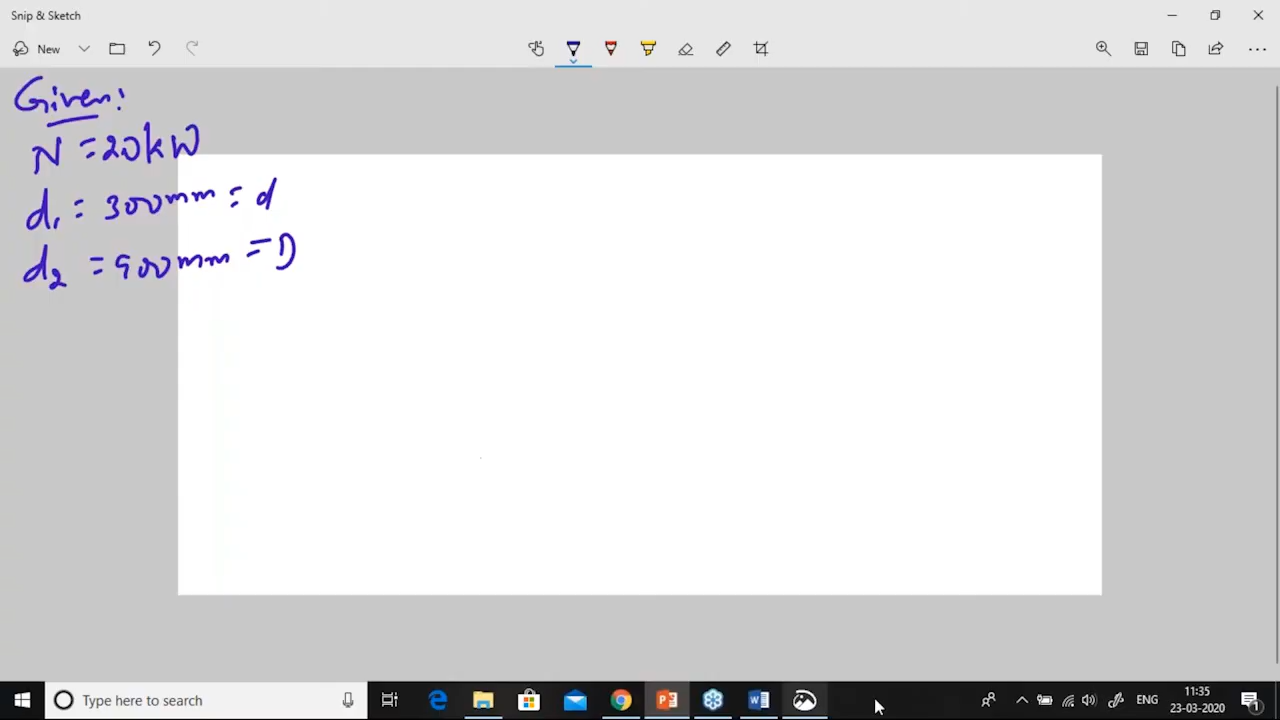 Snip & Sketch
New
Given:
N = 20kW
d1 = 300mm = d
d2 = 900mm = D
Type here to search
ENG
11:35
23-03-2020